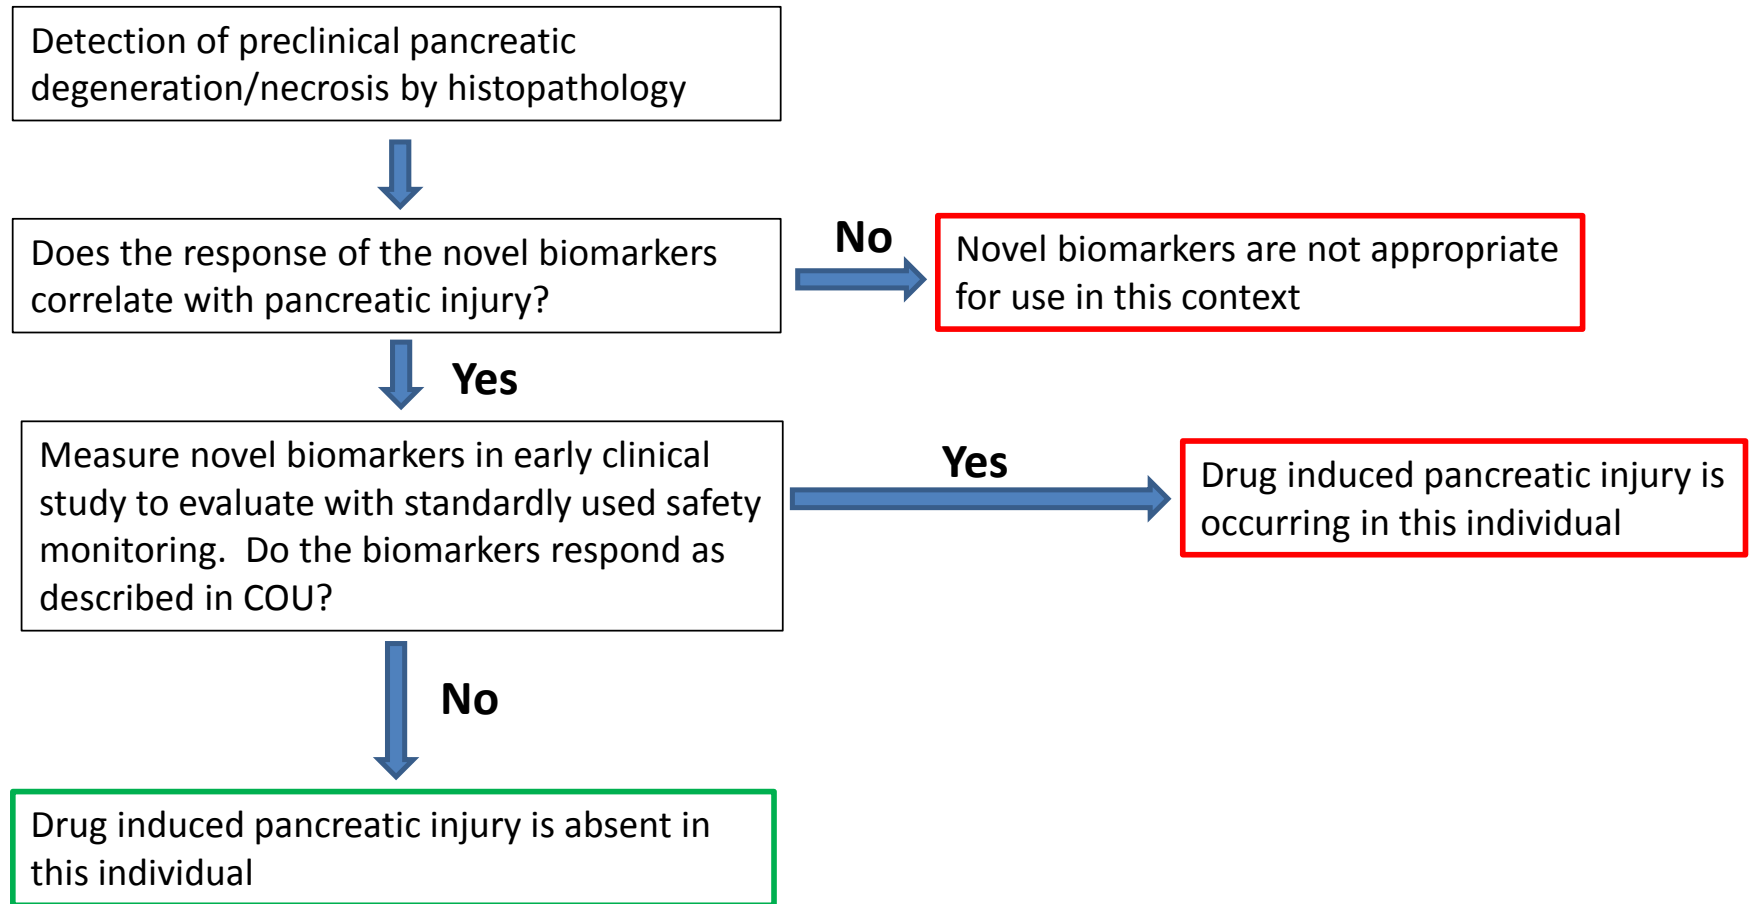 Detection of preclinical pancreatic
degeneration/necrosis by histopathology
Does the response of the novel biomarkers
correlate with pancreatic injury?
No
Novel biomarkers are not appropriate
for use in this context
Yes
Measure novel biomarkers in early clinical
study to evaluate with standardly used safety
monitoring.  Do the biomarkers respond as
described in COU?
Yes
Drug induced pancreatic injury is
occurring in this individual
No
Drug induced pancreatic injury is absent in
this individual